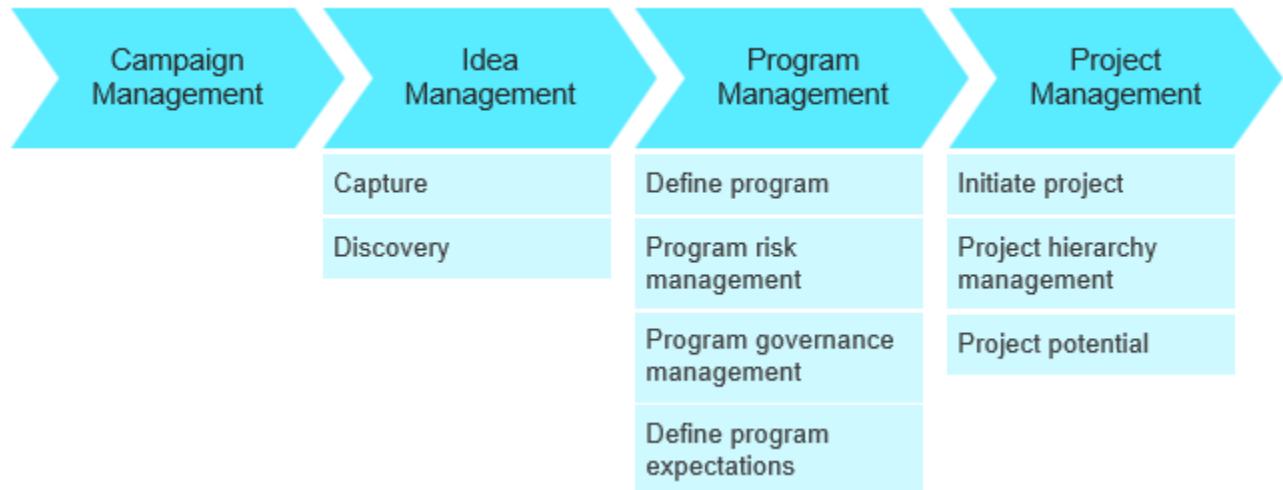 Campaign
Management
Idea
Management
Program
Management
Project
Management
Capture
Discovery
Define program
Program risk
management
Program governance
management
Define program
expectations
Initiate project
Project hierarchy
management
Project potential